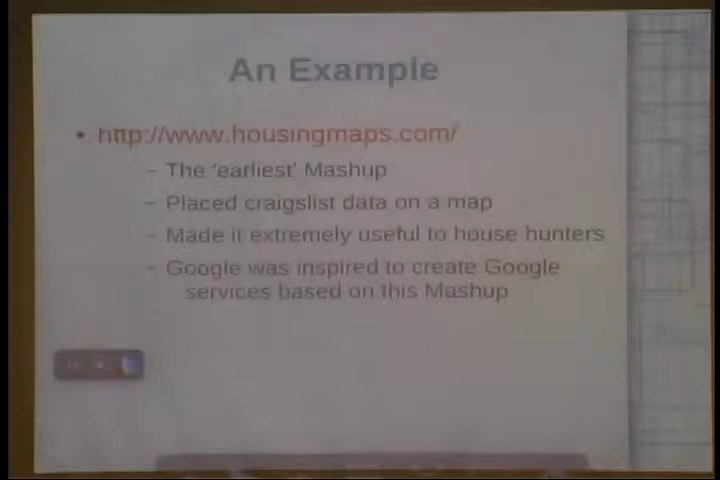 An Example
• http://www.housingmaps.com/
– The 'earliest' Mashup
– Placed craigslist data on a map
– Made it extremely useful to house hunters
– Google was inspired to create Google
services based on this Mashup